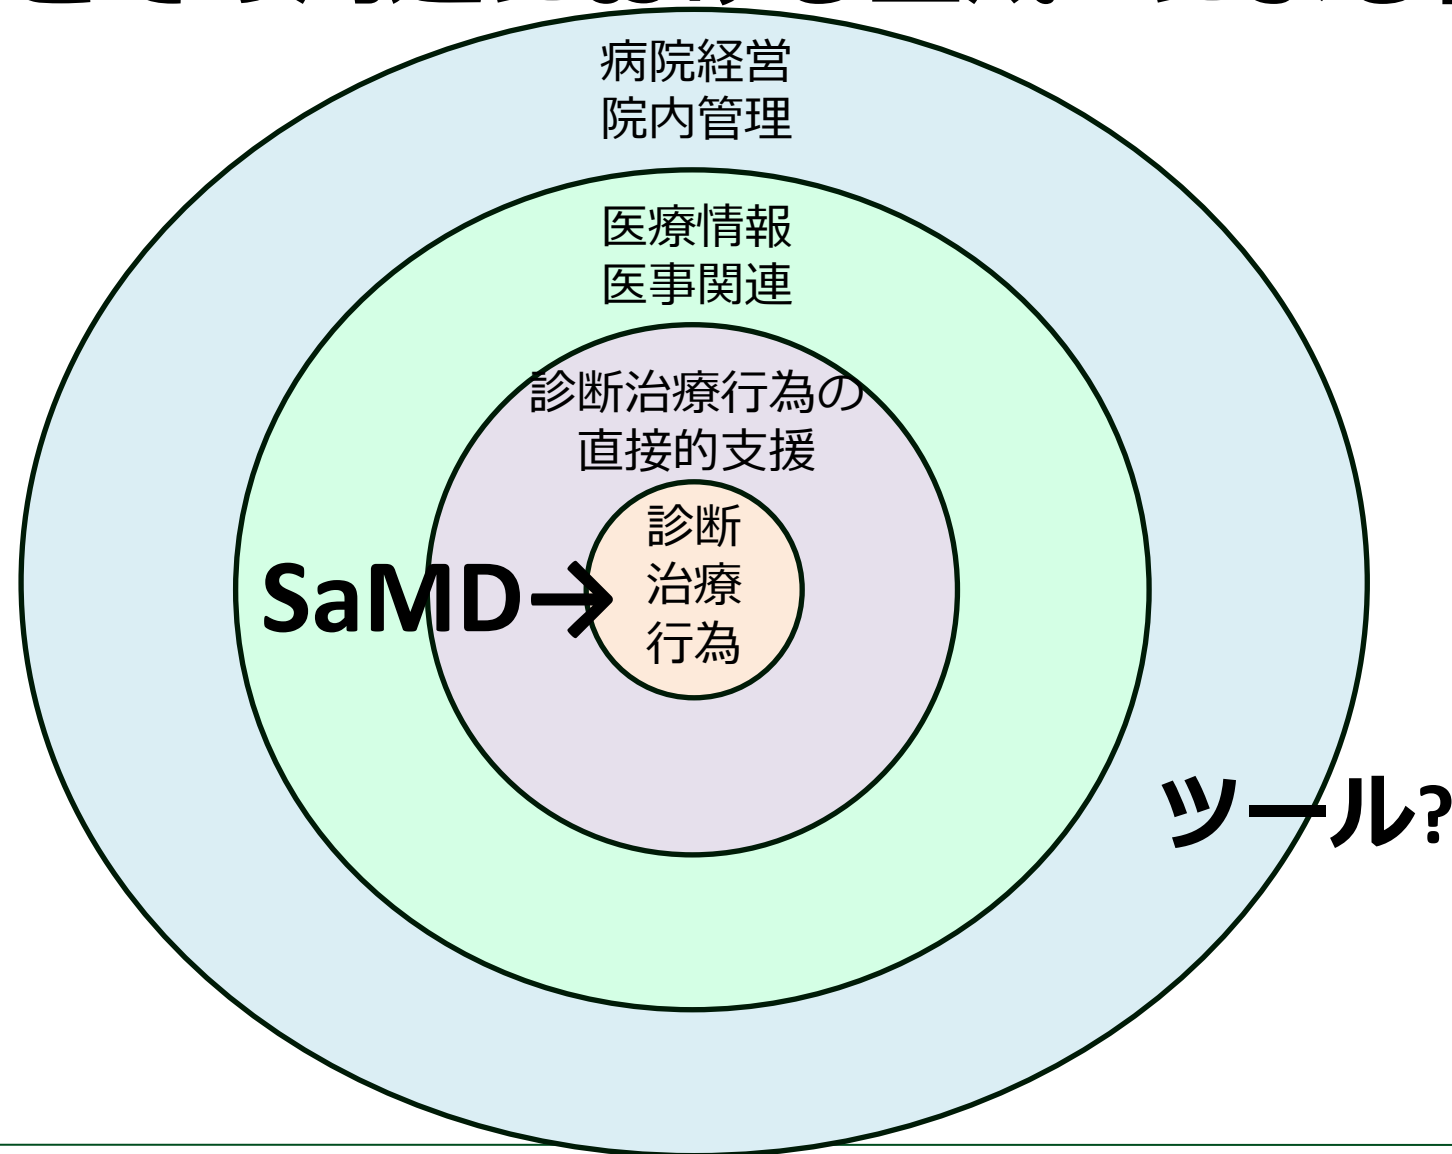 病院経営
院内管理
医療情報
医事関連
診断治療行為の
直接的支援
診断
治療
行為
SaMD→
ツール?